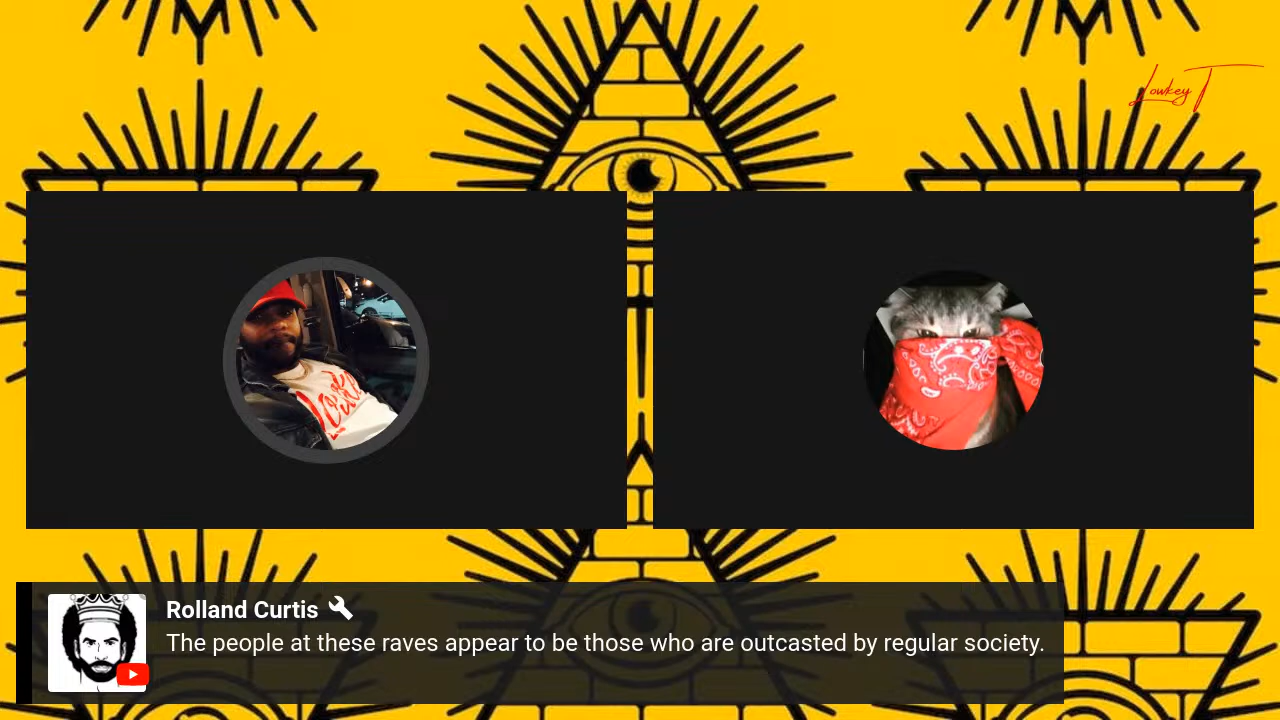 Lowkey T
Rolland Curtis
The people at these raves appear to be those who are outcasted by regular society.